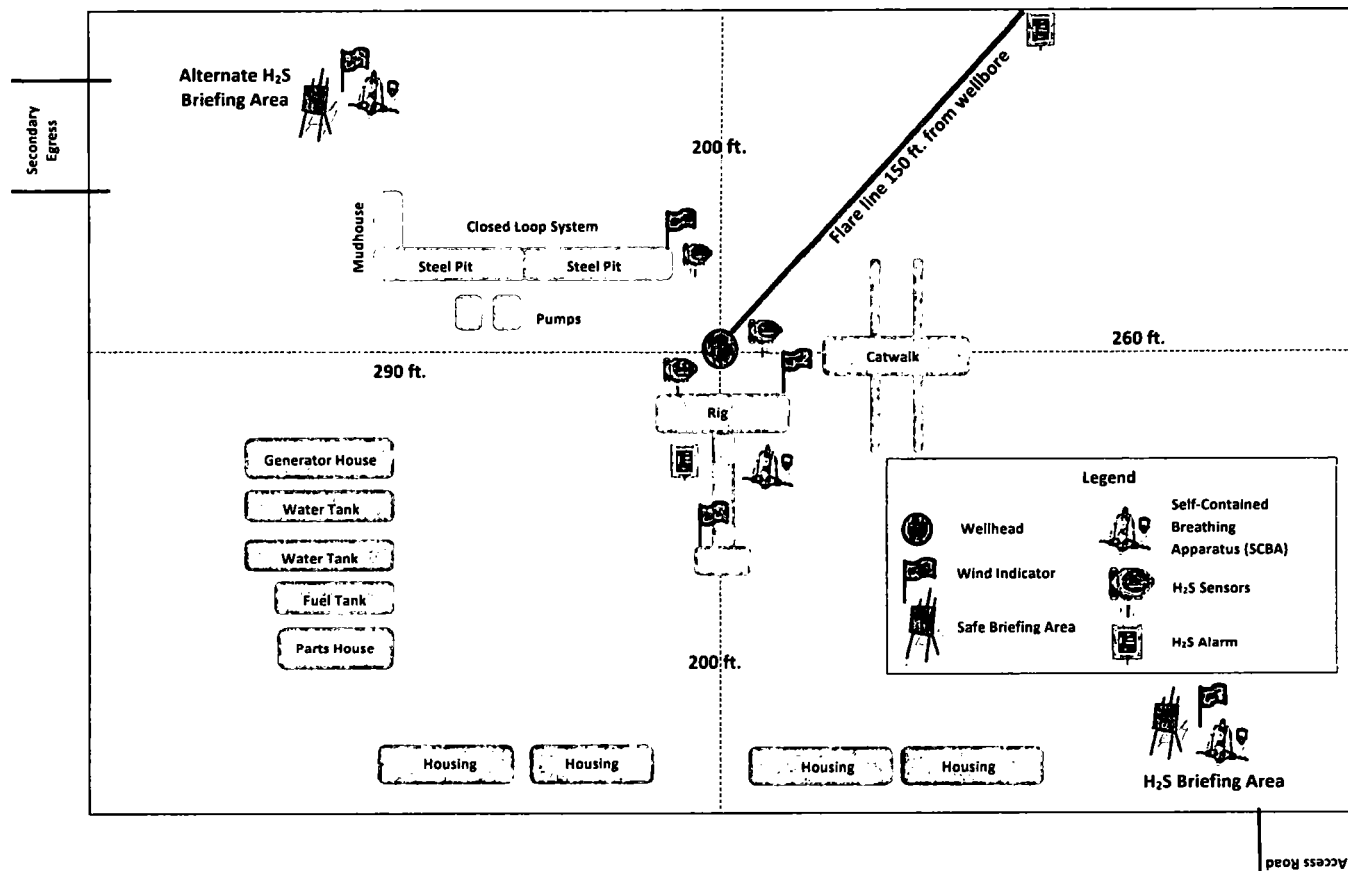 Alternate H₂S
Briefing Area
Secondary
Egress
200 ft.
Flare line 150 ft. from wellbore
Mudhouse
Closed Loop System
Steel Pit
Steel Pit
Pumps
290 ft.
260 ft.
Catwalk
Rig
Generator House
Water Tank
Water Tank
Fuel Tank
Parts House
200 ft.
Legend
Wellhead
Wind Indicator
Safe Briefing Area
Self-Contained
Breathing
Apparatus (SCBA)
H₂S Sensors
H₂S Alarm
Housing
Housing
Housing
Housing
H₂S Briefing Area
Access Road